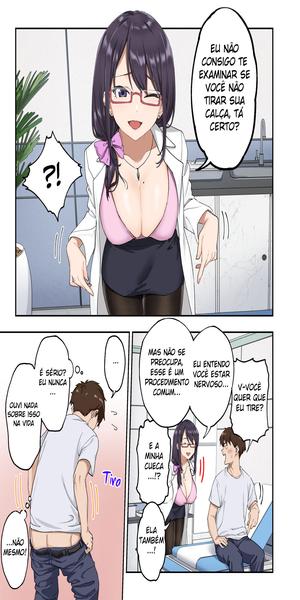 EU NÃO
CONSIGO TE
EXAMINAR SE
VOCÊ NÃO
TIRAR SUA
CALÇA, TÁ
CERTO?
?!
V-VOCÊ
QUER QUE
EU TIRE?
EU ENTENDO
VOCÊ ESTAR
NERVOSO...
MAS NÃO SE
PREOCUPA,
ESSE É UM
PROCEDIMENTO
COMUM...
E A
MINHA
CUECA
...!?
ELA
TAMBÉM
...!
...
É SÉRIO?
EU NUNCA
...
OUVI NADA
SOBRE ISSO
NA VIDA
Tiro
...NÃO
MESMO!